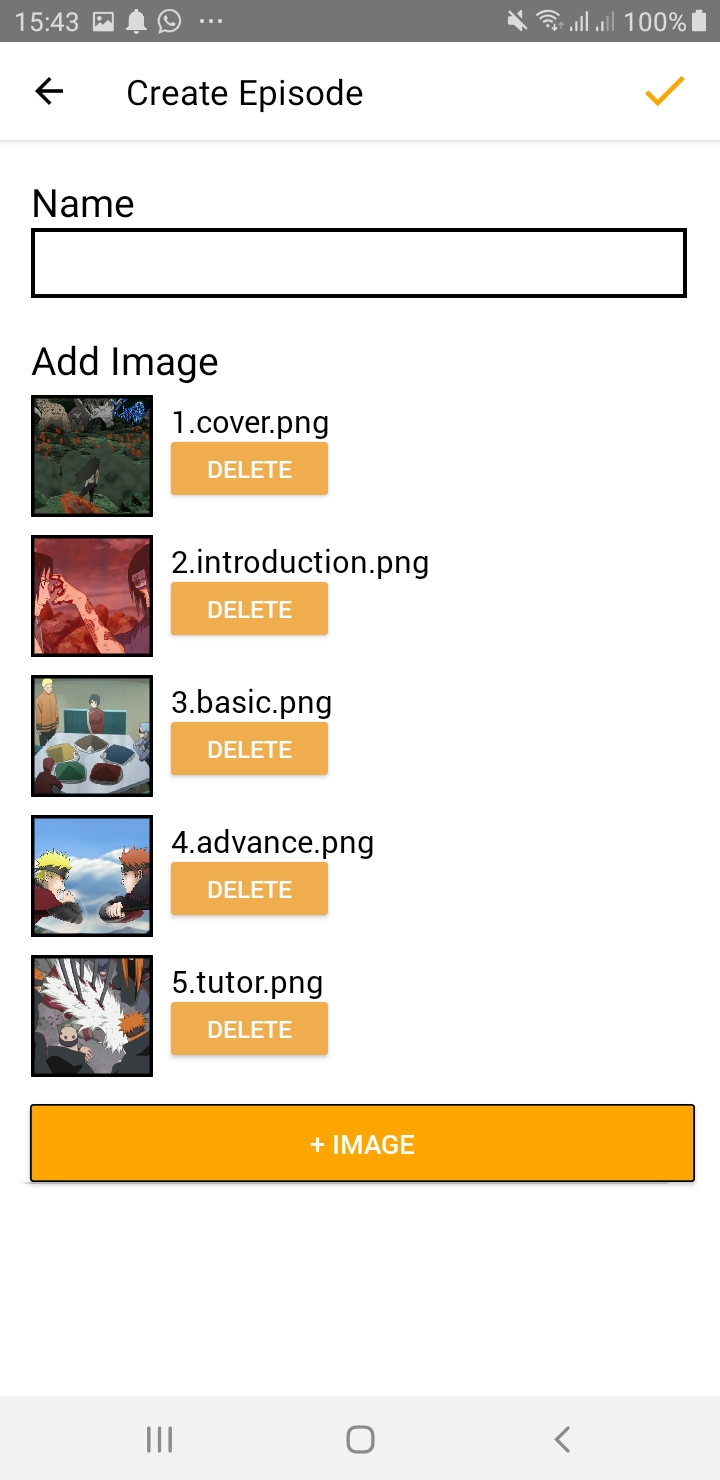 15:43 100%
Create Episode
Name
Add Image
1.cover.png
DELETE
2.introduction.png
DELETE
3.basic.png
DELETE
4.advance.png
DELETE
5.tutor.png
DELETE
+ IMAGE